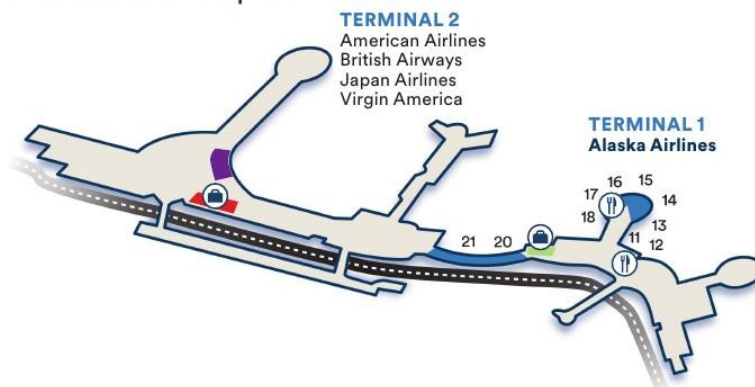 TERMINAL 2
American Airlines
British Airways
Japan Airlines
Virgin America
TERMINAL 1
Alaska Airlines
16 15
17 14
18 13
11
12
21 20